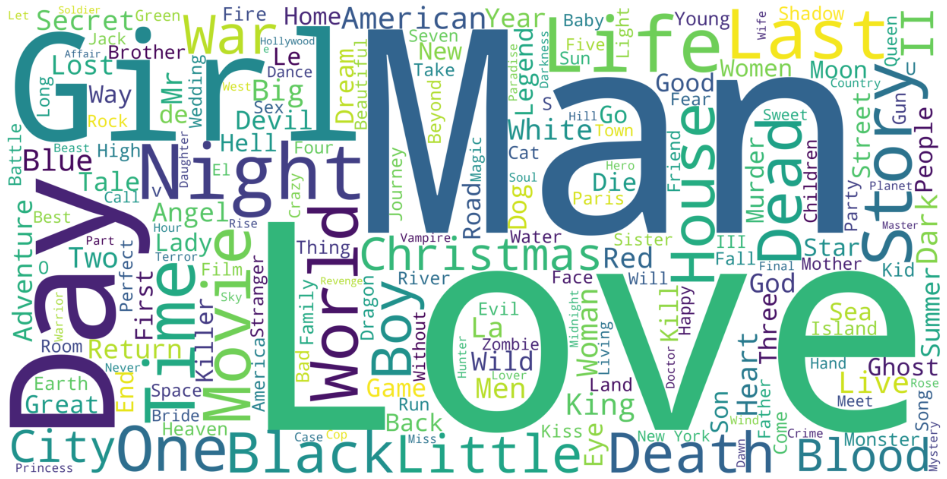 Man
Love
Girl
Day
Night
Life
Last
Story
House
Dead
Time
Movie
World
Boy
One
Black
Little
Death
Blood
City
Christmas
War
II
Let
Soldier
Green
Secret
Jack
Affair
Hollywood
Fire
Home
American
Year
Baby
Young
Wife
Shadow
Queen
Brother
Le
Seven
New
Five
Sun
Light
Women
Moon
U
Long
Lost
Way
Rock
de
Mr
Wedding
Dance
Sex
Big
West
Dream
Beautiful
Take
Beyond
Legend
Paradise
Darkness
S
Hill
Go
Town
Good
Fear
Sweet
Country
Gun
Battle
Beast
Blue
High
Daughter
Devil
Hell
Four
White
Cat
Soul
Hero
Die
Paris
Friend
Murder
Children
Street
Planet
People
Tale
Call
V
El
Crazy
Journey
Road
Magic
Dog
Party
Master
Dark
Best
Hour
Part
Angel
Rise
Vampire
Water
Sister
III
Fall
Final
Star
Mother
Kid
O
Two
Perfect
Lady
Terror
Film
Thing
Stranger
Family
River
Dragon
Face
Red
Will
God
Summer
Adventure
First
Sky
Revenge
Without
Evil
La
Zombie
Midnight
Woman
Living
Kill
Happy
Three
Sea
Island
Warrior
Room
Never
Return
Killer
America
Bad
Game
Hunter
Wild
Men
Lover
Land
Doctor
Heart
Hand
Live
Ghost
Earth
Great
End
Space
Bride
Heaven
Run
Back
King
Son
Wind
Father
Come
Meet
Rose
Song
Monster
Mystery
Princess
Case
Cop
Miss
Kiss
Eye
New York
Dawn
Crime